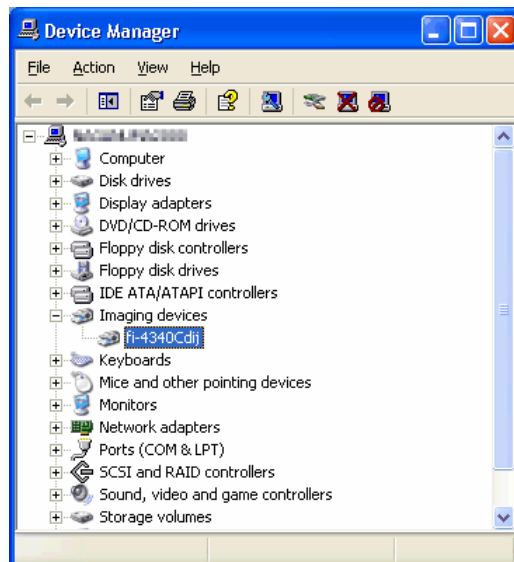 Device Manager
File Action View Help
Computer
Disk drives
Display adapters
DVD/CD-ROM drives
Floppy disk controllers
Floppy disk drives
IDE ATA/ATAPI controllers
Imaging devices
fi-4340Cdij
Keyboards
Mice and other pointing devices
Monitors
Network adapters
Ports (COM & LPT)
SCSI and RAID controllers
Sound, video and game controllers
Storage volumes